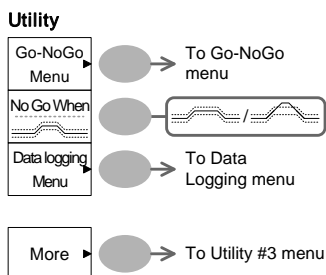 Utility
Go-NoGo
Menu
To Go-NoGo
menu
No Go When
/
Data logging
Menu
To Data
Logging menu
More
To Utility #3 menu